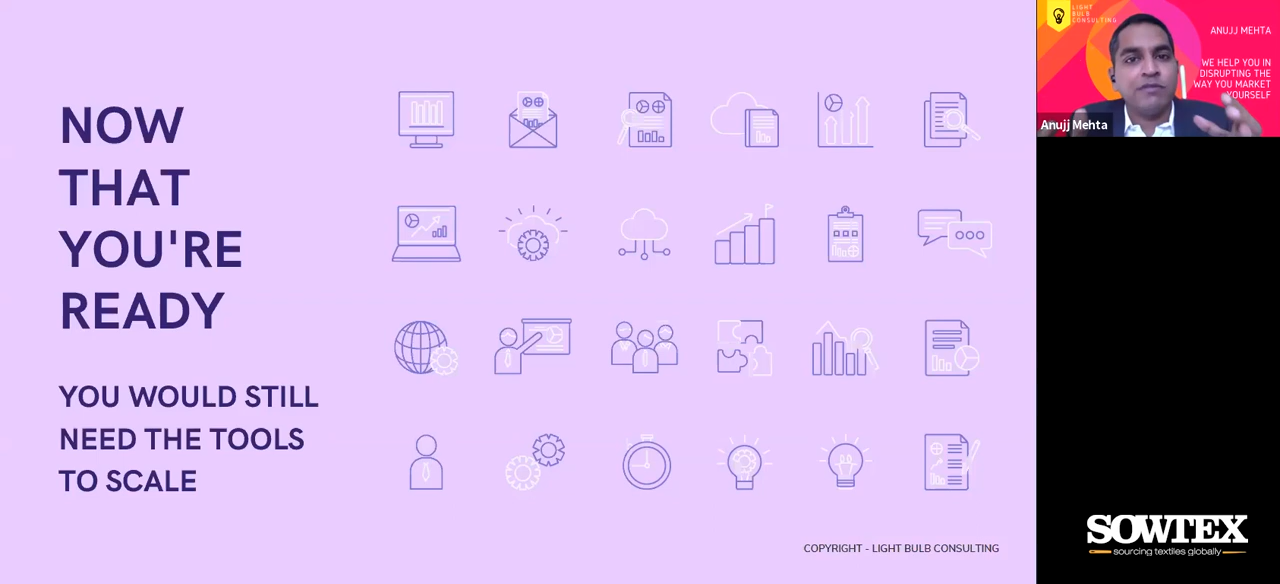 NOW
THAT
YOU'RE
READY
YOU WOULD STILL
NEED THE TOOLS
TO SCALE
COPYRIGHT - LIGHT BULB CONSULTING
LIGHT
BULB
CONSULTING
ANUJJ MEHTA
WE HELP YOU IN
DISRUPTING THE
WAY YOU MARKET
YOURSELF
Anujj Mehta
SOWTEX
sourcing textiles globally